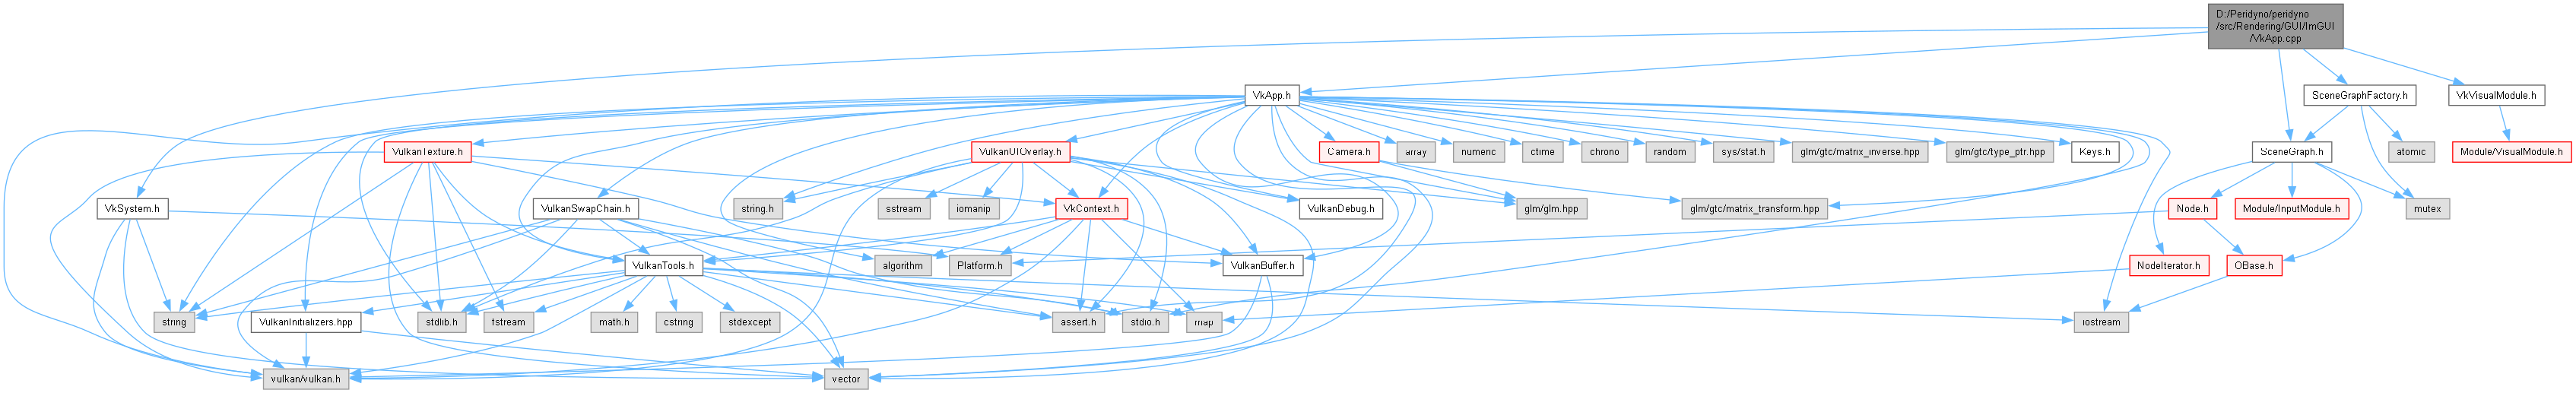 D:/Peridyno/peridyno
/src/Rendering/GUI/ImGUI
/VkApp.cpp
VkApp.h
SceneGraphFactory.h
VkVisualModule.h
VulkanTexture.h
VulkanUIOverlay.h
Camera.h
array
numeric
ctime
chrono
random
sys/stat.h
glm/gtc/matrix_inverse.hpp
glm/gtc/type_ptr.hpp
Keys.h
SceneGraph.h
atomic
Module/VisualModule.h
VkSystem.h
VulkanSwapChain.h
string.h
sstream
iomanip
VkContext.h
VulkanDebug.h
glm/glm.hpp
glm/gtc/matrix_transform.hpp
Node.h
Module/InputModule.h
mutex
VulkanTools.h
algorithm
Platform.h
VulkanBuffer.h
NodeIterator.h
OBase.h
string
VulkanInitializers.hpp
stdlib.h
fstream
math.h
cstring
stdexcept
assert.h
stdio.h
map
iostream
vulkan/vulkan.h
vector